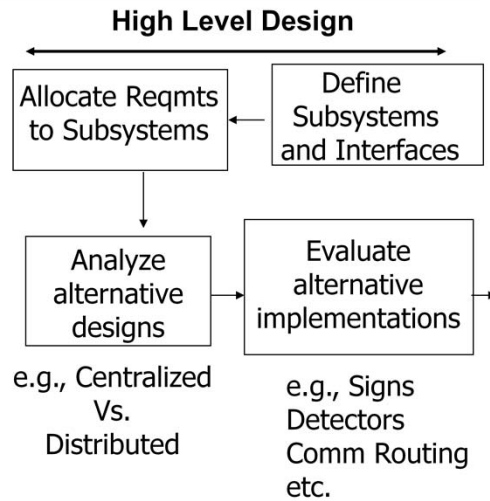 High Level Design
Allocate Reqmts
to Subsystems
Define
Subsystems
and Interfaces
Analyze
alternative
designs
Evaluate
alternative
implementations
e.g., Centralized
Vs.
Distributed
e.g., Signs
Detectors
Comm Routing
etc.